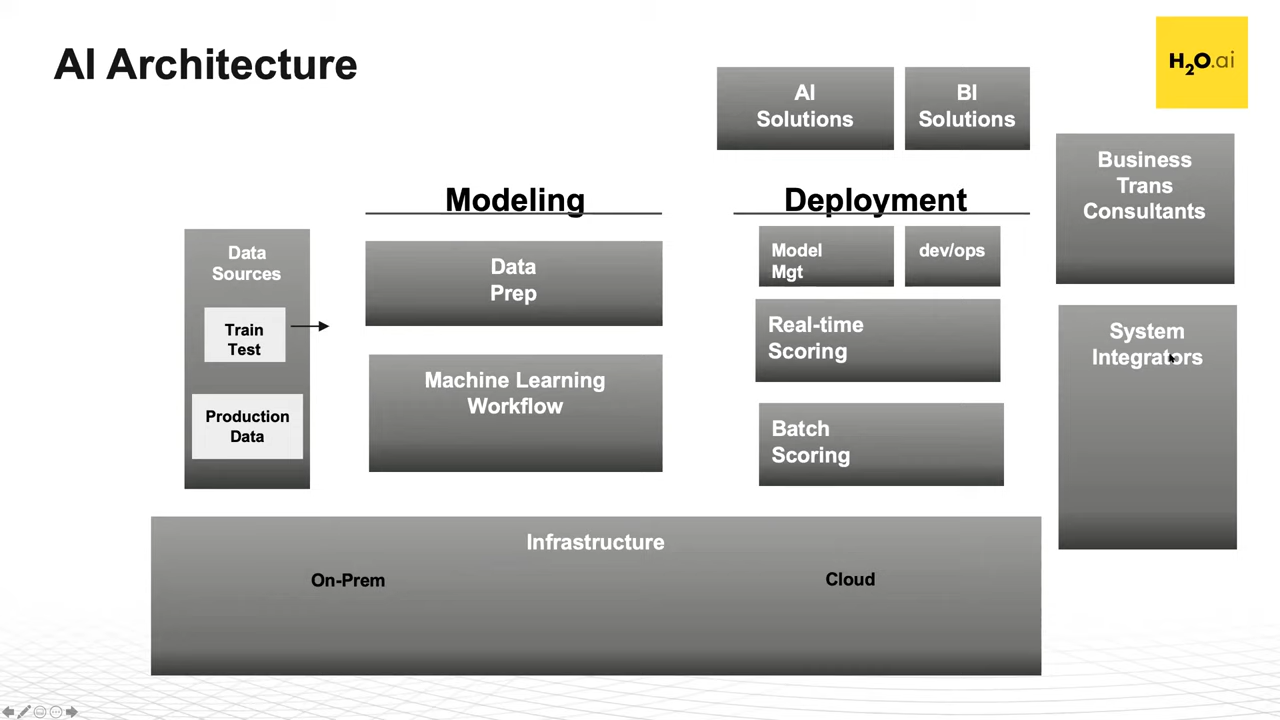 AI Architecture
H2O.ai
AI
Solutions
BI
Solutions
Business
Trans
Consultants
Modeling
Deployment
Data
Sources
Train
Test
Production
Data
Data
Prep
Machine Learning
Workflow
Model
Mgt
dev/ops
Real-time
Scoring
Batch
Scoring
System
Integrators
Infrastructure
On-Prem
Cloud